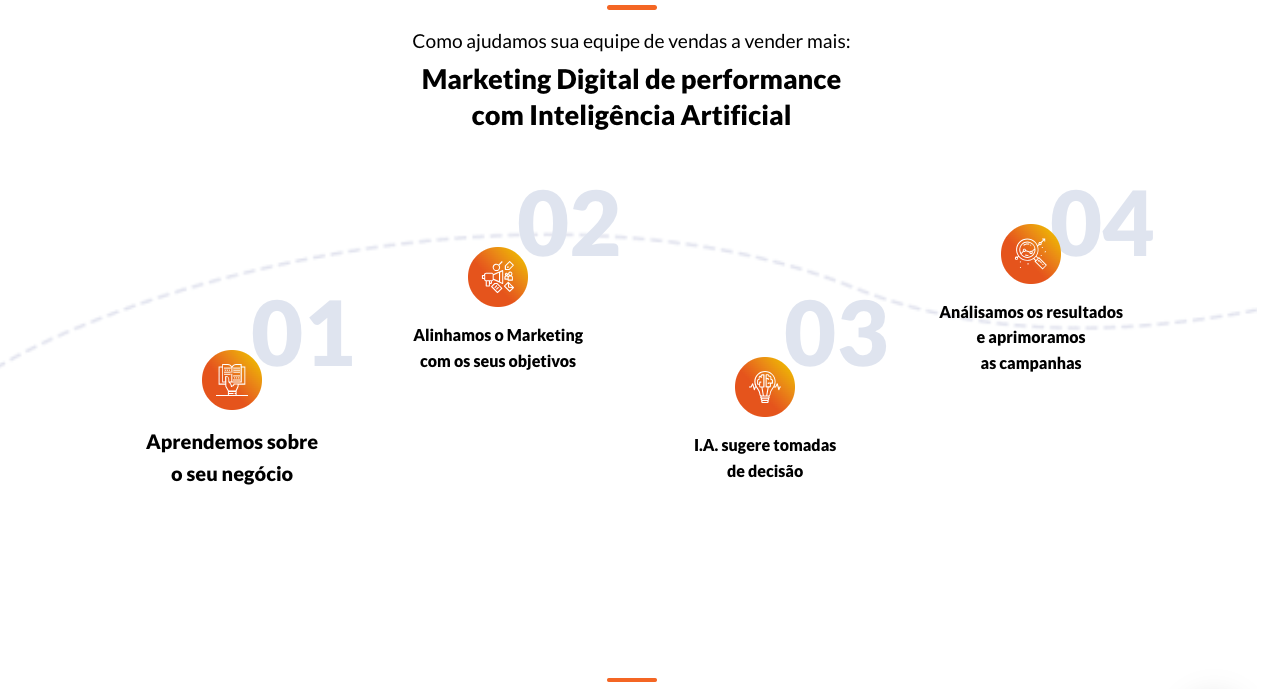 Como ajudamos sua equipe de vendas a vender mais:
Marketing Digital de performance
com Inteligência Artificial
01
Aprendemos sobre
o seu negócio
02
Alinhamos o Marketing
com os seus objetivos
03
I.A. sugere tomadas
de decisão
04
Análisamos os resultados
e aprimoramos
as campanhas